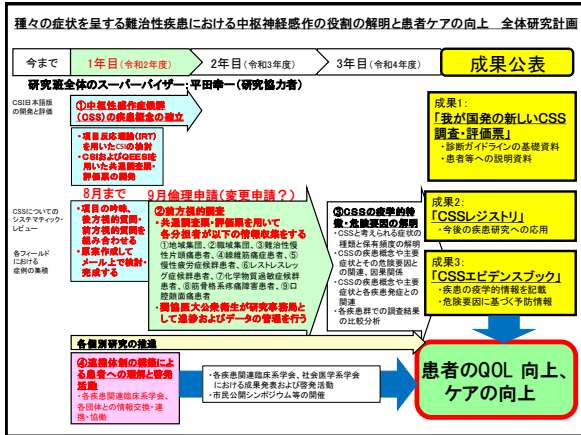 種々の症状を呈する難治性疾患における中枢神経感作の役割の解明と患者ケアの向上 全体研究計画
今まで
1年目(令和2年度)
2年目(令和3年度)
3年目(令和4年度)
成果公表
研究班全体のスーパーバイザー:平田幸一(研究協力者)
CSI日本語版
の開発と評価
①中枢性感作症候群
(CSS)の疾患概念の確立
・項目反応理論(IRT)
を用いたCSIの検討
・CSIおよびQEESIを
用いた共通調査票・
評価票の開発
8月まで
CSSについての
システマティック・
レビュー
・項目の吟味、
後方視的質問・
前方視的質問を
組み合わせる
・原案作成して
メール上で検討・
完成する
各フィールド
における
症例の集積
9月倫理申請(変更申請?)
②前方視的調査
・共通調査票・評価票を用いて
各分担者が以下の情報収集をする
①地域集団、②職域集団、③難治性慢
性片頭痛患者、④線維筋痛症患者、⑤
慢性疲労症候群患者、⑥レストレスレッ
グ症候群患者、⑦化学物質過敏症候群
患者、⑧筋骨格系疼痛障害患者、⑨口
腔顔面痛患者
・獨協医大公衆衛生が研究事務局と
して進捗およびデータの管理を行う
③CSSの疫学的特
徴・危険要因の解明
・CSSと考えられる症状の
種類と保有頻度の解明
・CSSの疾患概念や主要
症状とその危険要因と
の関連、因果関係
・CSSの疾患概念や主要
症状と各疾患発症との
関連
・各疾患群での調査結果
の比較分析
成果1:
「我が国発の新しいCSS
調査・評価票」
・診断ガイドラインの基礎資料
・患者等への説明資料
成果2:
「CSSレジストリ」
・今後の疾患研究への応用
成果3:
「CSSエビデンスブック」
・疾患の疫学的情報を記載
・危険要因に基づく予防情報
各個別研究の推進
④連携体制の構築によ
る患者への理解と啓発
活動
・各疾患関連臨床系学会、
各団体との情報交換・連
携・協働
・各疾患関連臨床系学会、社会医学系学会
における成果発表および啓発活動
・市民公開シンポジウム等の開催
患者のQOL 向上、
ケアの向上